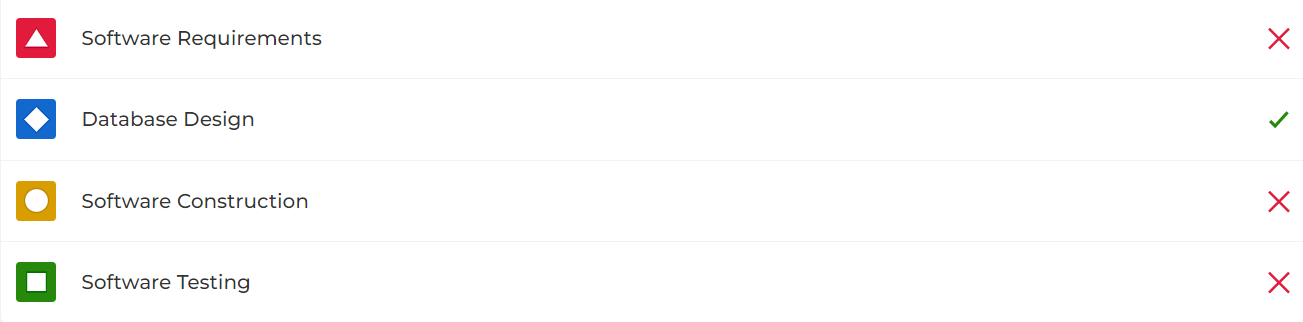 Software Requirements
Database Design
Software Construction
Software Testing